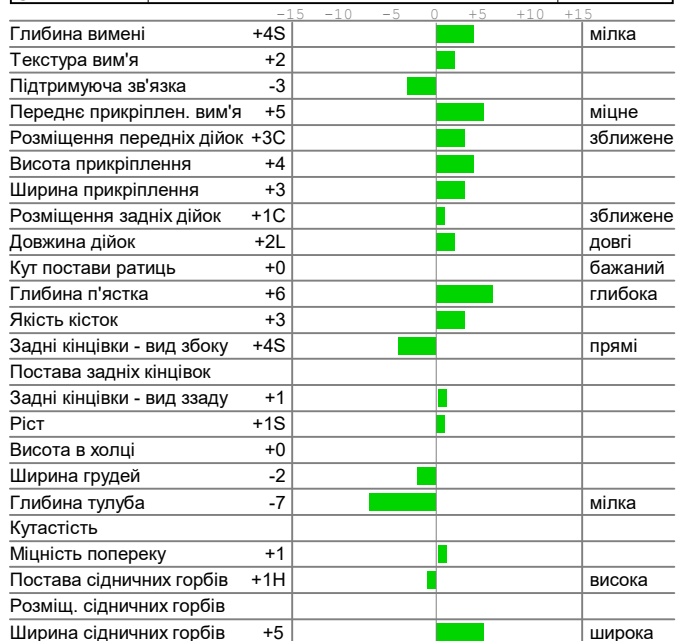 -15 -10 -5 0 +5 +10 +15
Глибина вимені +4S мілка
Текстура вим'я +2
Підтримуюча зв'язка -3
Переднє прикріплен. вим'я +5 міцне
Розміщення передніх дійок +3C зближене
Висота прикріплення +4
Ширина прикріплення +3
Розміщення задніх дійок +1C зближене
Довжина дійок +2L довгі
Кут постави ратиць +0 бажаний
Глибина п'ястка +6 глибока
Якість кісток +3
Задні кінцівки - вид збоку +4S прямі
Постава задніх кінцівок
Задні кінцівки - вид ззаду +1
Ріст +1S
Висота в холці +0
Ширина грудей -2
Глибина тулуба -7 мілка
Кутастість
Міцність попереку +1
Постава сідничних горбів +1H висока
Розміщ. сідничних горбів
Ширина сідничних горбів +5 широка